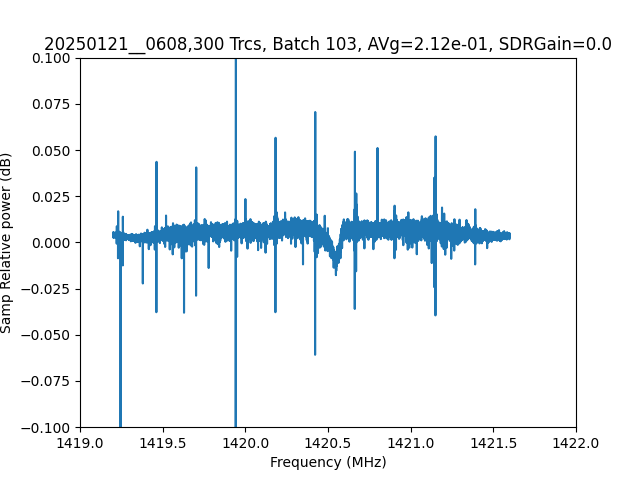 20250121__0608,300 Trcs, Batch 103, AVg=2.12e-01, SDRGain=0.0
0.100
0.075
0.050
0.025
0.000
−0.025
−0.050
−0.075
−0.100
Samp Relative power (dB)
1419.0 1419.5 1420.0 1420.5 1421.0 1421.5 1422.0
Frequency (MHz)